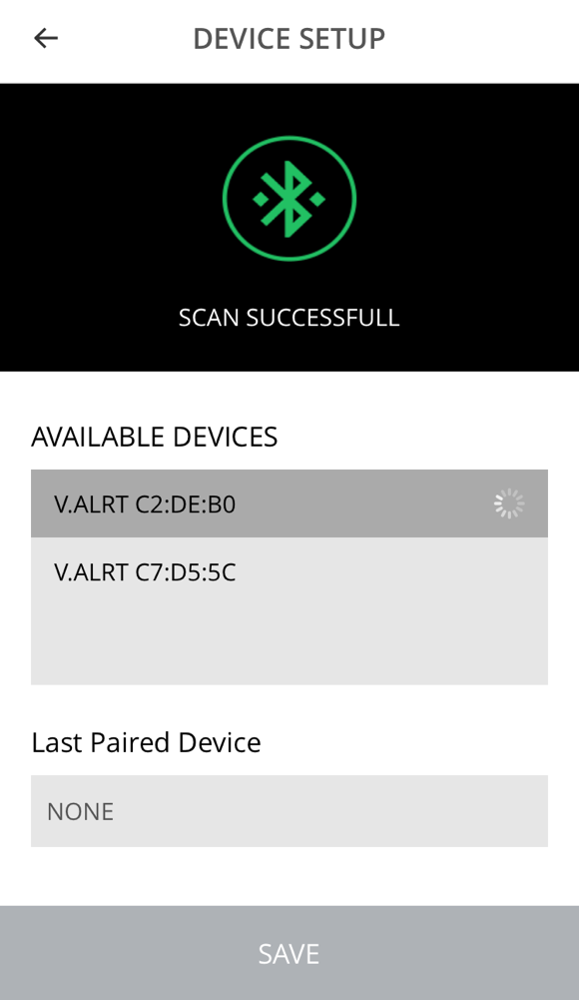 DEVICE SETUP
SCAN SUCCESSFULL
AVAILABLE DEVICES
V.ALRT C2:DE:B0
V.ALRT C7:D5:5C
Last Paired Device
NONE
SAVE